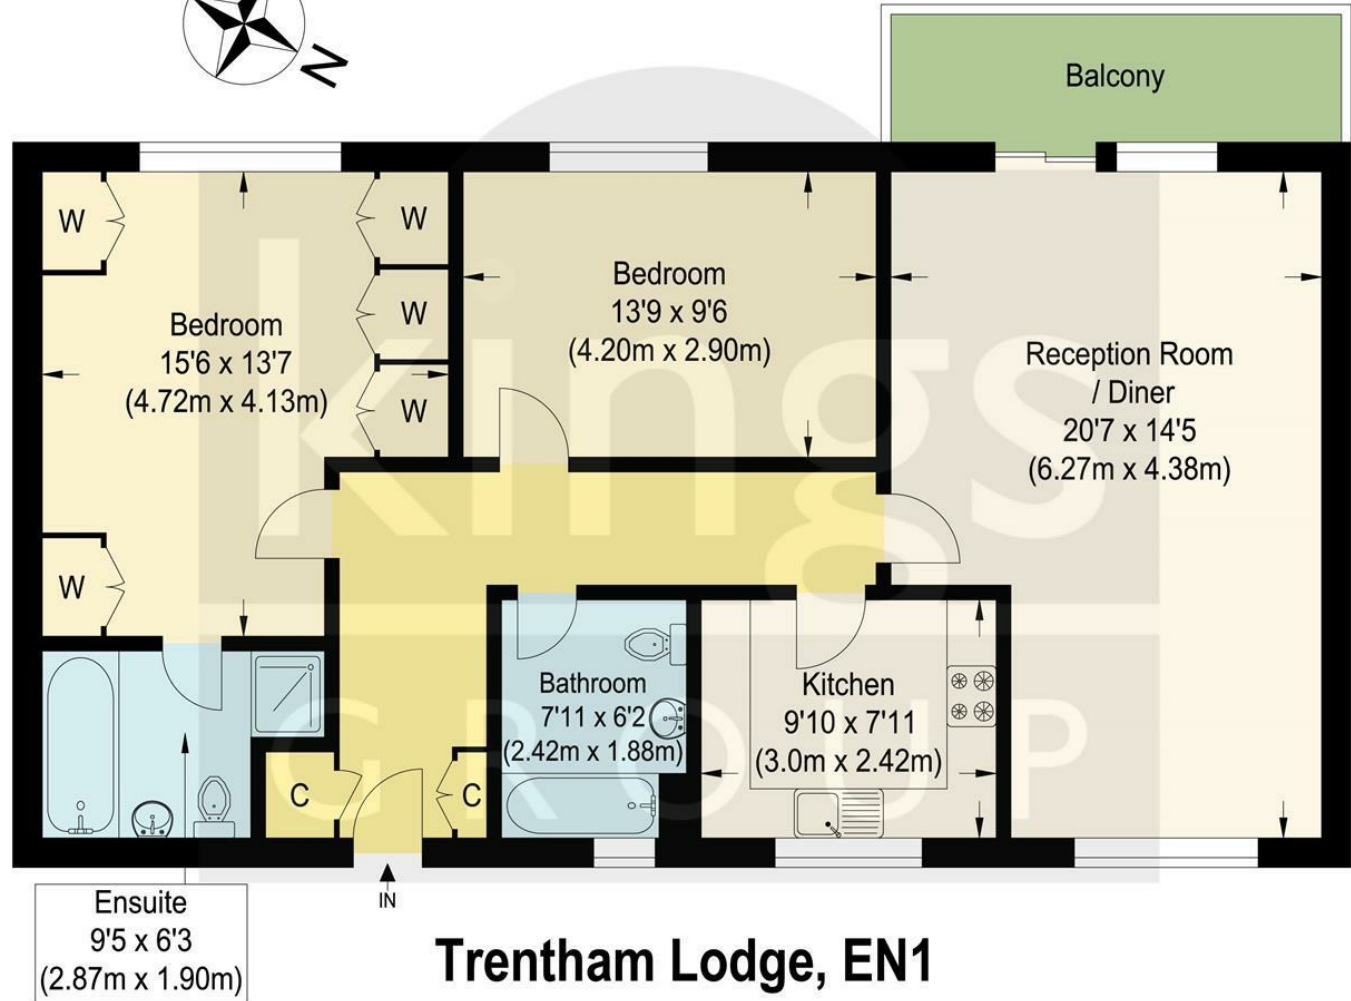 N
Balcony
W
W
W
W
W
Bedroom
15'6 x 13'7
(4.72m x 4.13m)
Bedroom
13'9 x 9'6
(4.20m x 2.90m)
Reception Room
/ Diner
20'7 x 14'5
(6.27m x 4.38m)
kings
GROUP
Bathroom
7'11 x 6'2
(2.42m x 1.88m)
Kitchen
9'10 x 7'11
(3.0m x 2.42m)
C
C
IN
Ensuite
9'5 x 6'3
(2.87m x 1.90m)
Trentham Lodge, EN1